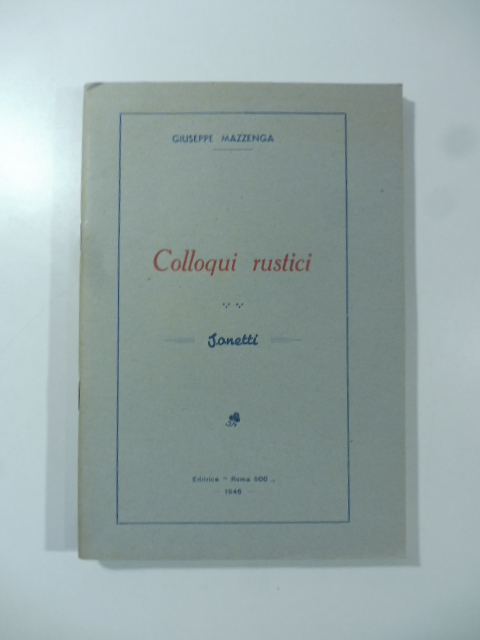 GIUSEPPE MAZZENGA
Colloqui rustici
Sonetti
Editrice " Roma 900 "
1946